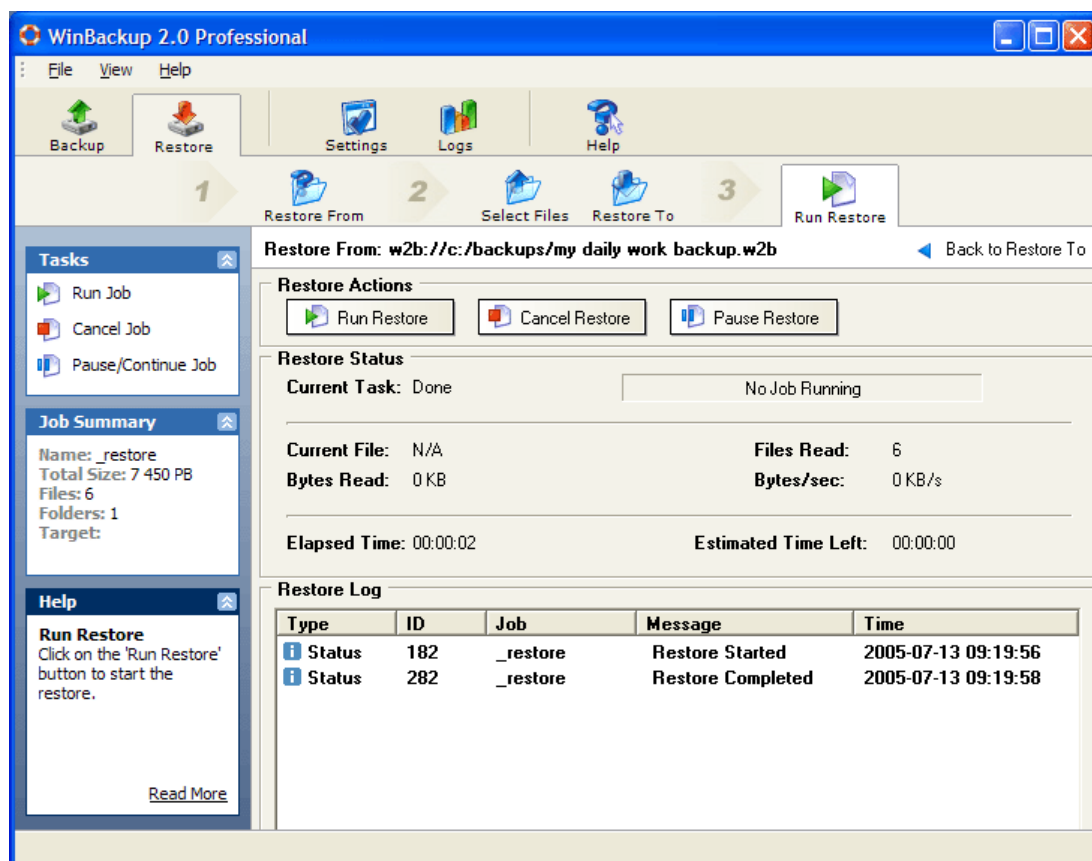 WinBackup 2.0 Professional
File View Help
Backup Restore Settings Logs Help
1 Restore From 2 Select Files Restore To 3 Run Restore
Restore From: w2b://c:/backups/my daily work backup.w2b Back to Restore To
Tasks
Run Job
Cancel Job
Pause/Continue Job
Job Summary
Name: _restore
Total Size: 7 450 PB
Files: 6
Folders: 1
Target:
Help
Run Restore
Click on the 'Run Restore'
button to start the
restore.
Read More
Restore Actions
Run Restore Cancel Restore Pause Restore
Restore Status
Current Task: Done No Job Running
Current File: N/A Files Read: 6
Bytes Read: 0 KB Bytes/sec: 0 KB/s
Elapsed Time: 00:00:02 Estimated Time Left: 00:00:00
Restore Log
Type ID Job Message Time
Status 182 _restore Restore Started 2005-07-13 09:19:56
Status 282 _restore Restore Completed 2005-07-13 09:19:58